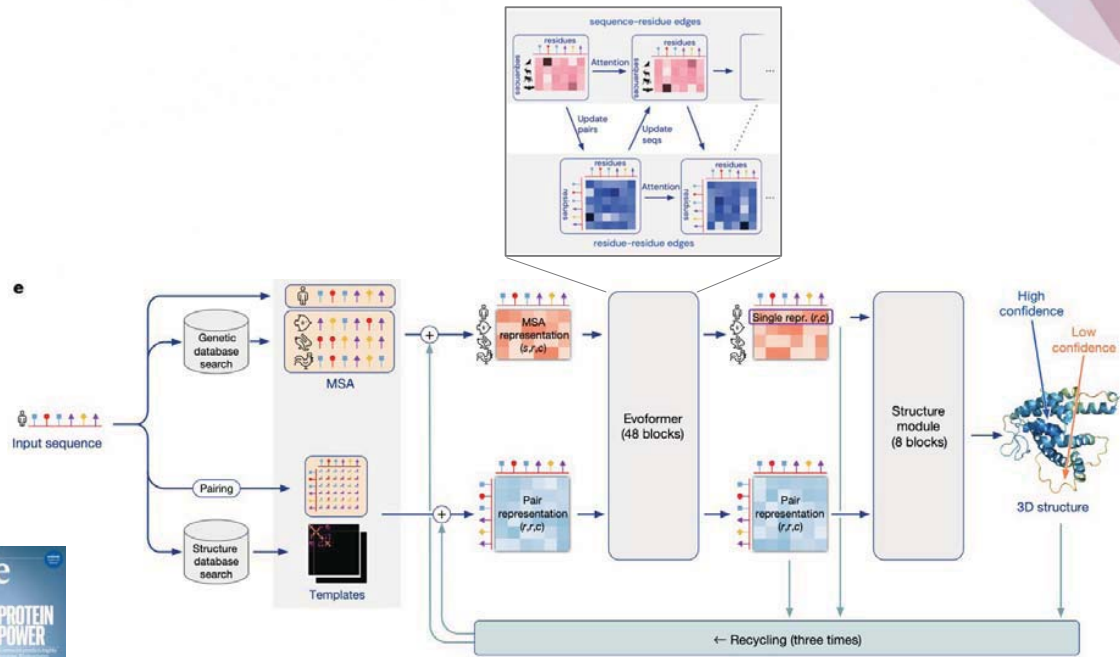 sequence-residue edges
residues
sequences
Attention
residues
sequences
...
Update
pairs
Update
seqs
residues
residues
Attention
residues
residues
...
residue-residue edges
e
Input sequence
Genetic
database
search
MSA
Pairing
Structure
database
search
Templates
+
+
MSA
representation
(s,r,c)
Pair
representation
(r,r,c)
Evoformer
(48 blocks)
Single repr. (r,c)
Pair
representation
(r,r,c)
Structure
module
(8 blocks)
High
confidence
Low
confidence
3D structure
← Recycling (three times)
e
PROTEIN
POWER